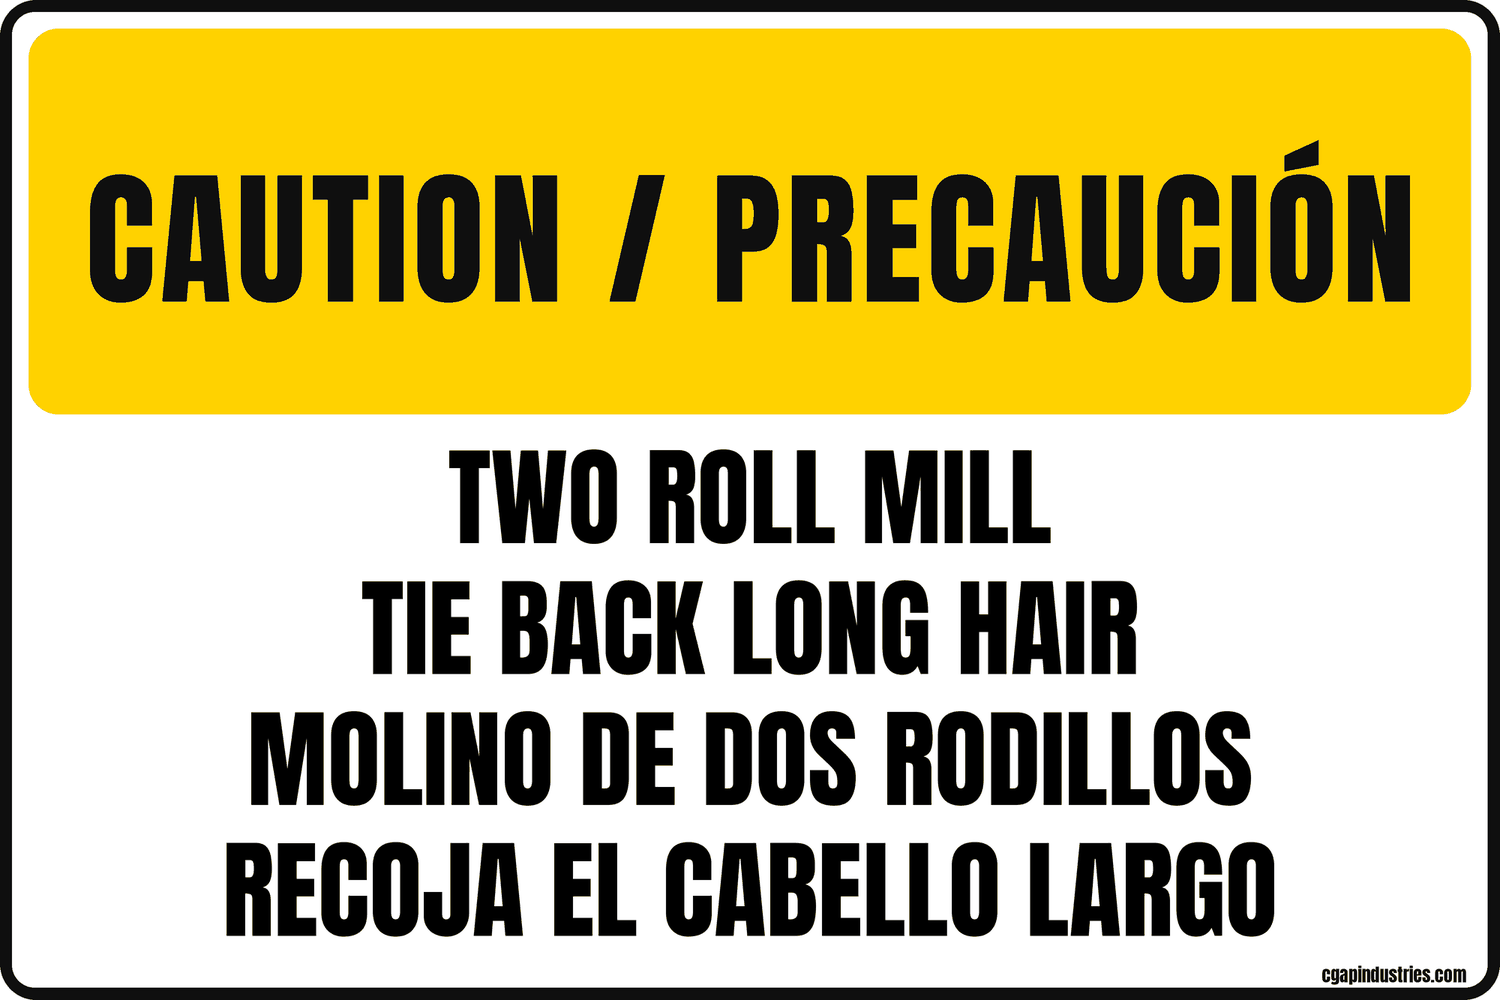 CAUTION / PRECAUCIÓN
TWO ROLL MILL
TIE BACK LONG HAIR
MOLINO DE DOS RODILLOS
RECOJA EL CABELLO LARGO
cgapindustries.com